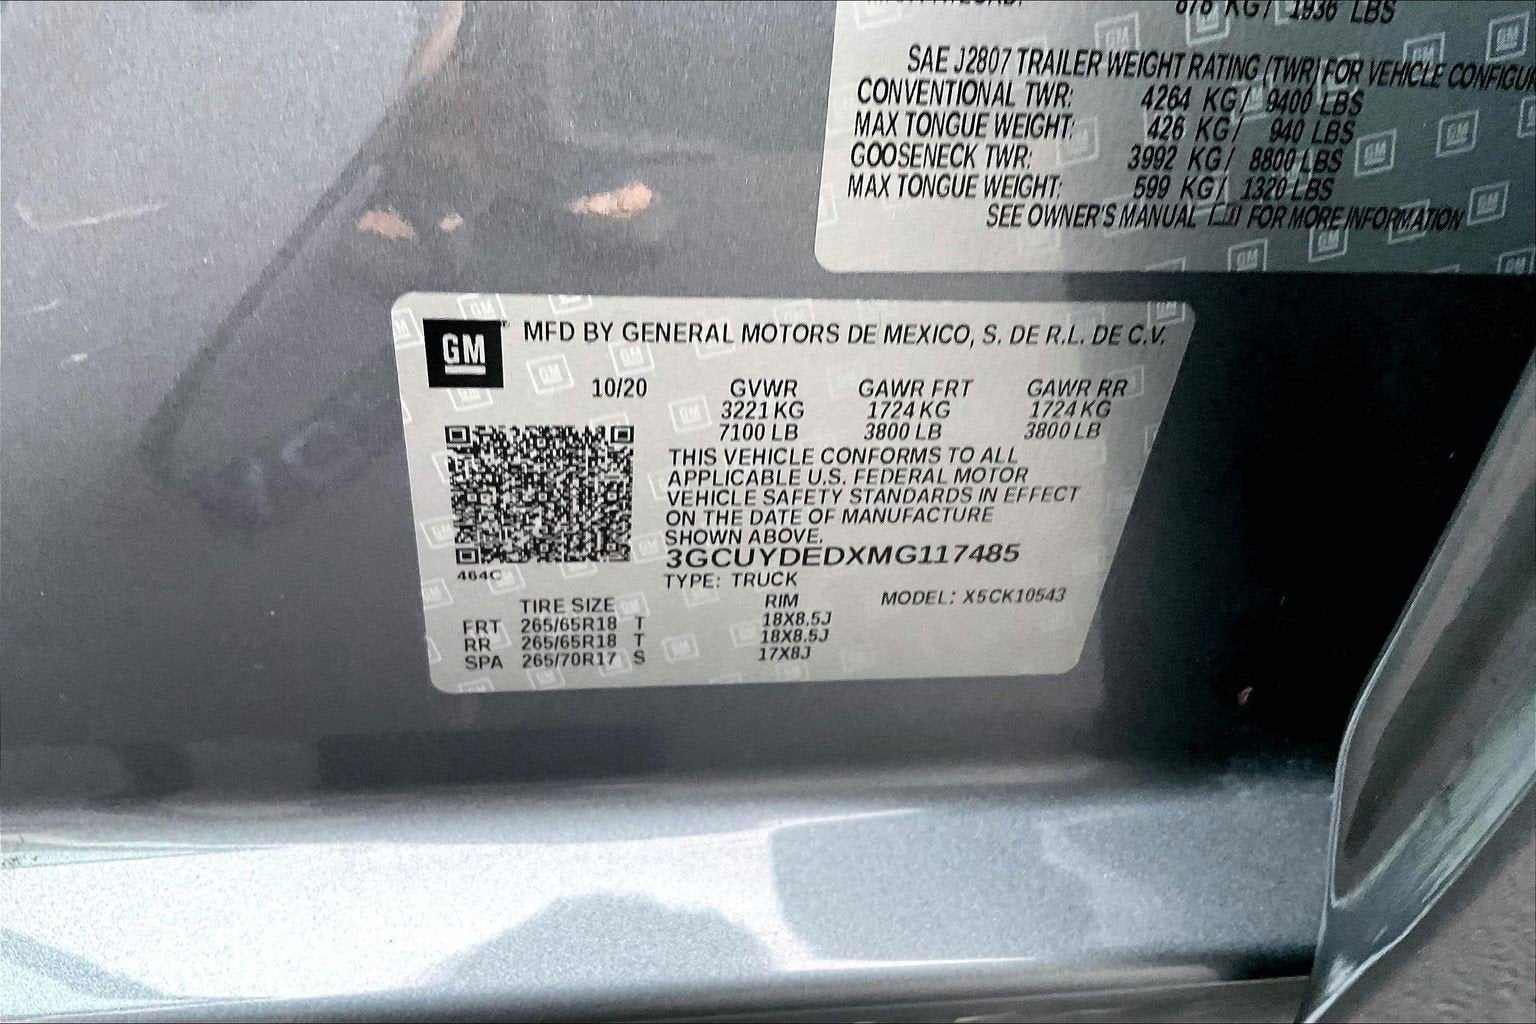 878 KG/ 1936 LBS
SAE J2807 TRAILER WEIGHT RATING (TWR) FOR VEHICLE
CONVENTIONAL TWR: 4264 KG/ 9400 LBS
MAX TONGUE WEIGHT: 426 KG/ 940 LBS
GOOSENECK TWR: 3992 KG/ 8800 LBS
MAX TONGUE WEIGHT: 599 KG/ 1320 LBS
SEE OWNER'S MANUAL FOR MORE INFORMATION
GM MFD BY GENERAL MOTORS DE MEXICO, S. DE R.L. DE C.V.
10/20 GVWR GAWR FRT GAWR RR
3221 KG 1724 KG 1724 KG
7100 LB 3800 LB 3800 LB
THIS VEHICLE CONFORMS TO ALL
APPLICABLE U.S. FEDERAL MOTOR
VEHICLE SAFETY STANDARDS IN EFFECT
ON THE DATE OF MANUFACTURE
SHOWN ABOVE.
3GCUYDEDXMG117485
464C
TYPE: TRUCK
MODEL: X5CK10543
TIRE SIZE RIM
FRT 265/65R18 T 18X8.5J
RR 265/65R18 T 18X8.5J
SPA 265/70R17 S 17X8J